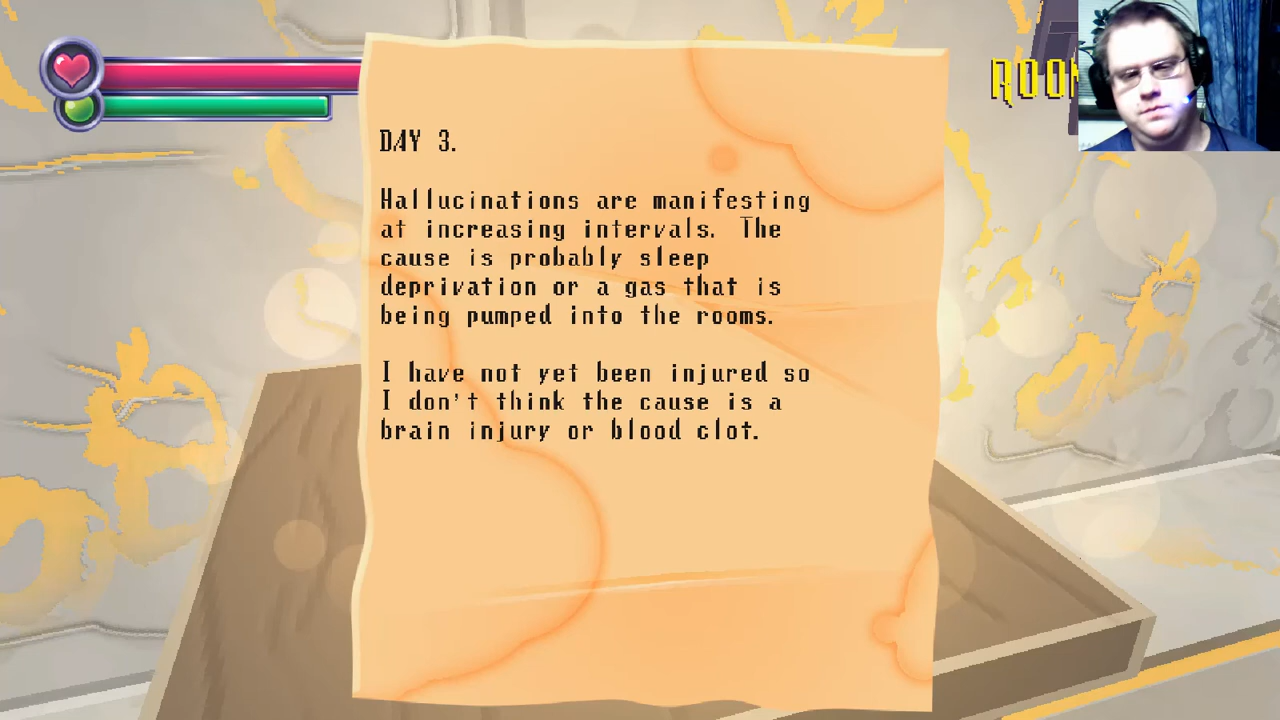 DAY 3.
Hallucinations are manifesting
at increasing intervals. The
cause is probably sleep
deprivation or a gas that is
being pumped into the rooms.
I have not yet been injured so
I don't think the cause is a
brain injury or blood clot.